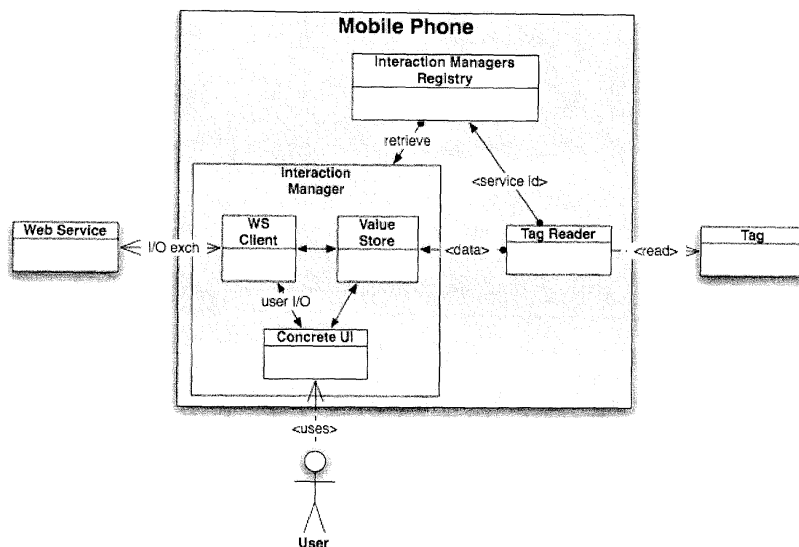 Mobile Phone
Interaction Managers
Registry
retrieve
Interaction
Manager
<service id>
Web Service
I/O exch
WS
Client
Value
Store
<data>
Tag Reader
<read>
Tag
user I/O
Concrete UI
<uses>
User